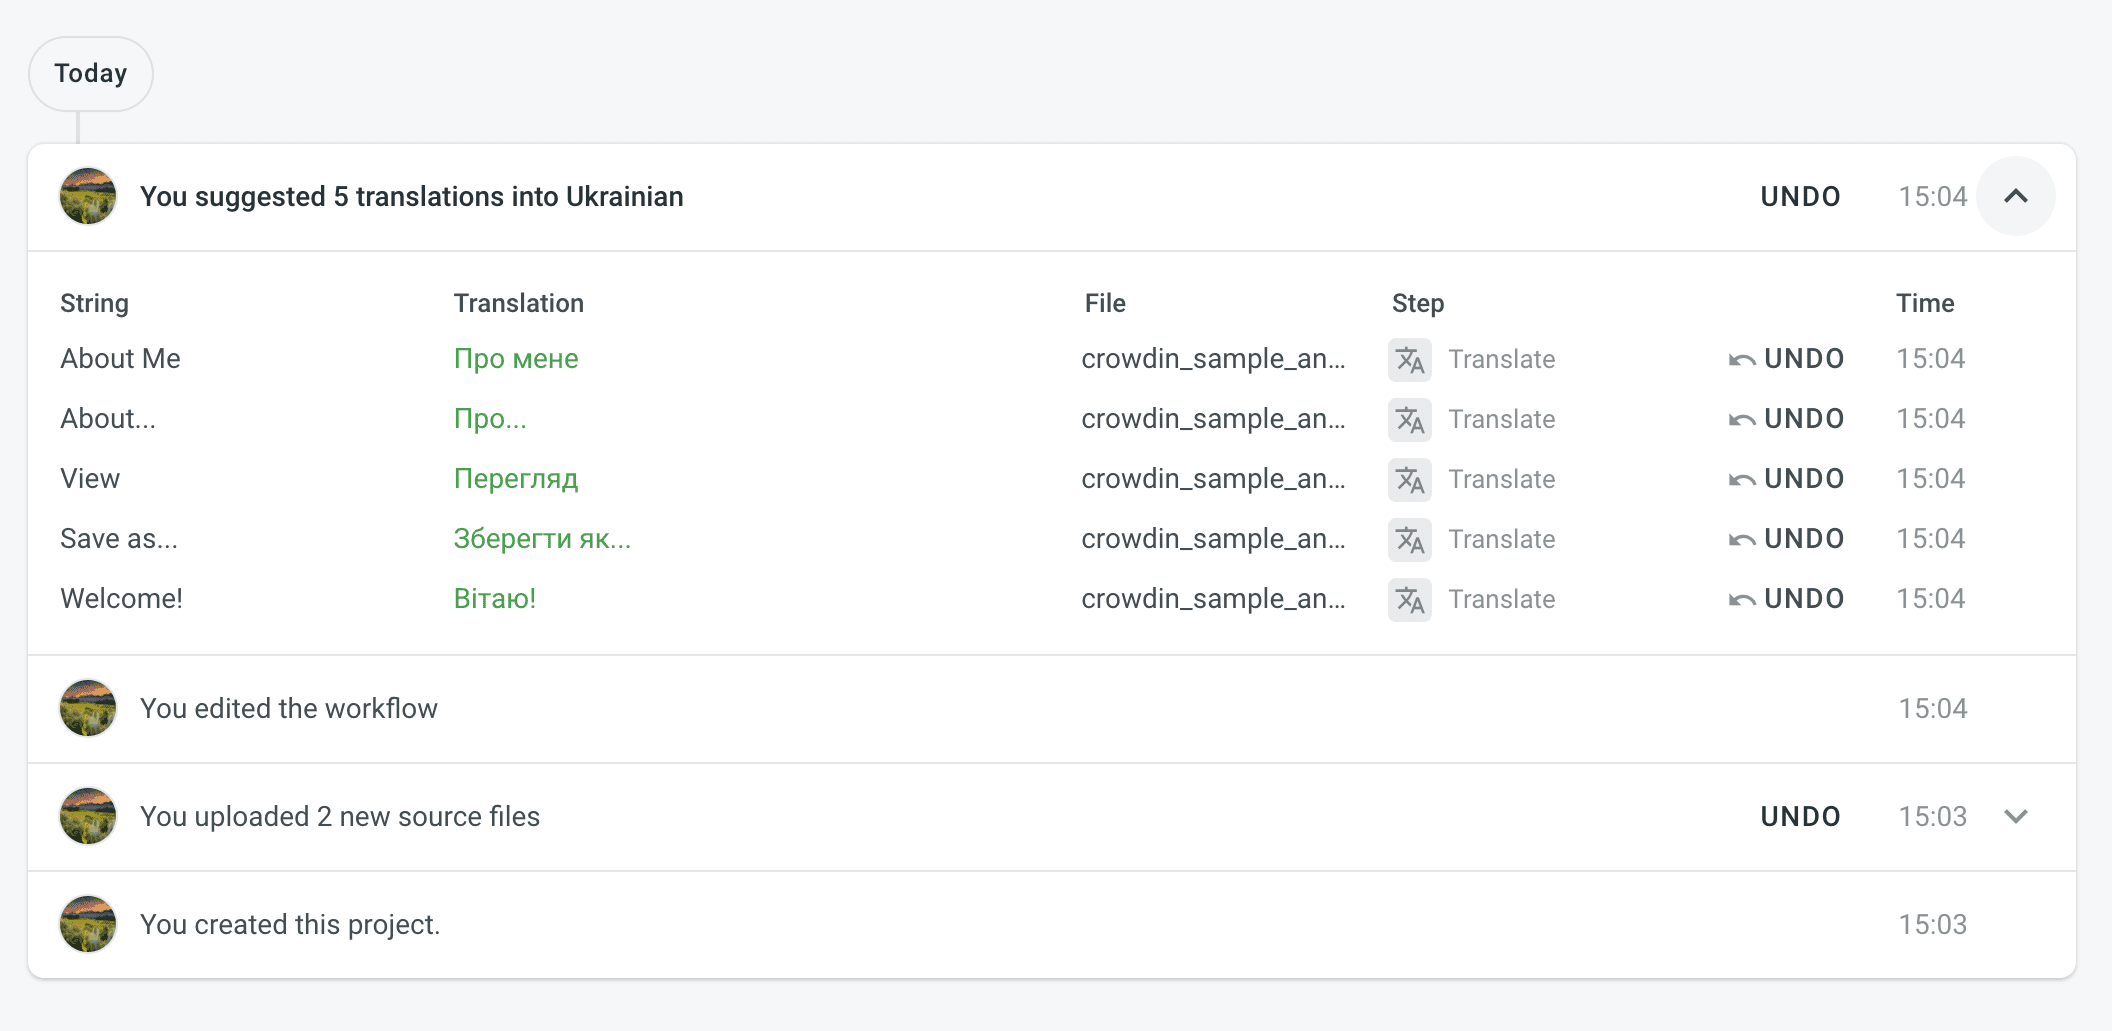 Today
You suggested 5 translations into Ukrainian UNDO 15:04
String Translation File Step Time
About Me Про мене crowdin_sample_an... Translate UNDO 15:04
About... Про... crowdin_sample_an... Translate UNDO 15:04
View Перегляд crowdin_sample_an... Translate UNDO 15:04
Save as... Зберегти як... crowdin_sample_an... Translate UNDO 15:04
Welcome! Вітаю! crowdin_sample_an... Translate UNDO 15:04
You edited the workflow 15:04
You uploaded 2 new source files UNDO 15:03
You created this project. 15:03